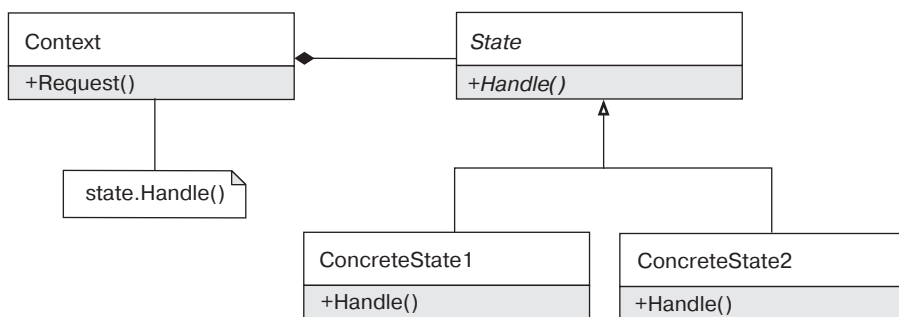 Context
+Request()
State
+Handle()
state.Handle()
ConcreteState1
+Handle()
ConcreteState2
+Handle()